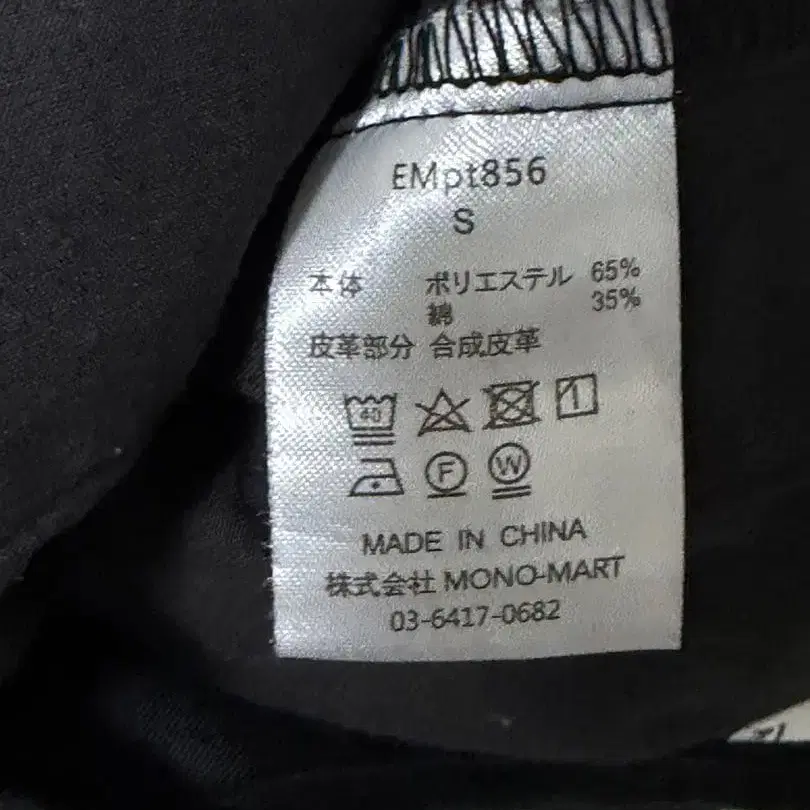 EMpt856
S
本体 ポリエステル 65%
綿 35%
皮革部分 合成皮革
40
F W
MADE IN CHINA
株式会社 MONO-MART
03-6417-0682